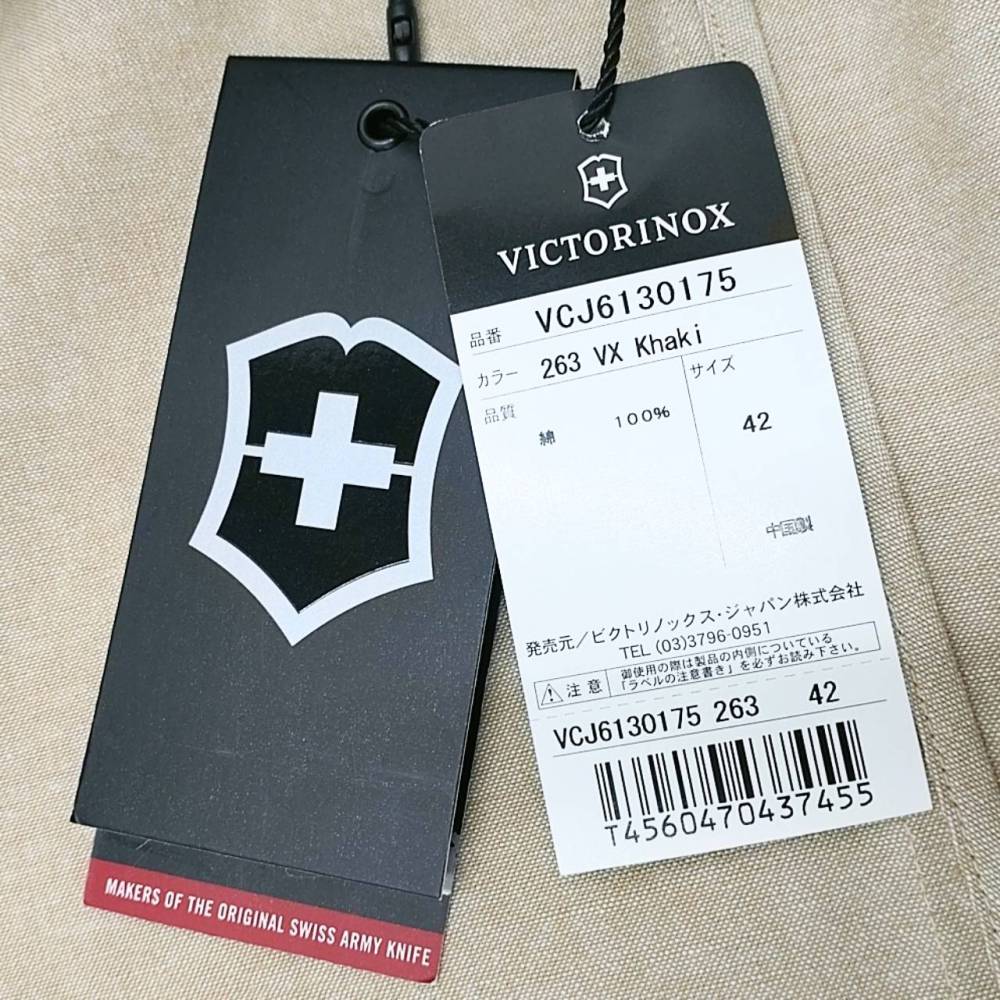 VICTORINOX
品番 VCJ6130175
カラー 263 VX Khaki
品質 サイズ
綿 100% 42
中国製
発売元/ビクトリノックス・ジャパン株式会社
TEL (03)3796-0951
注意 御使用の際は製品の内側についている
「ラベルの注意書き」を必ずお読み下さい。
VCJ6130175 263 42
T4560470437455
MAKERS OF THE ORIGINAL SWISS ARMY KNIFE